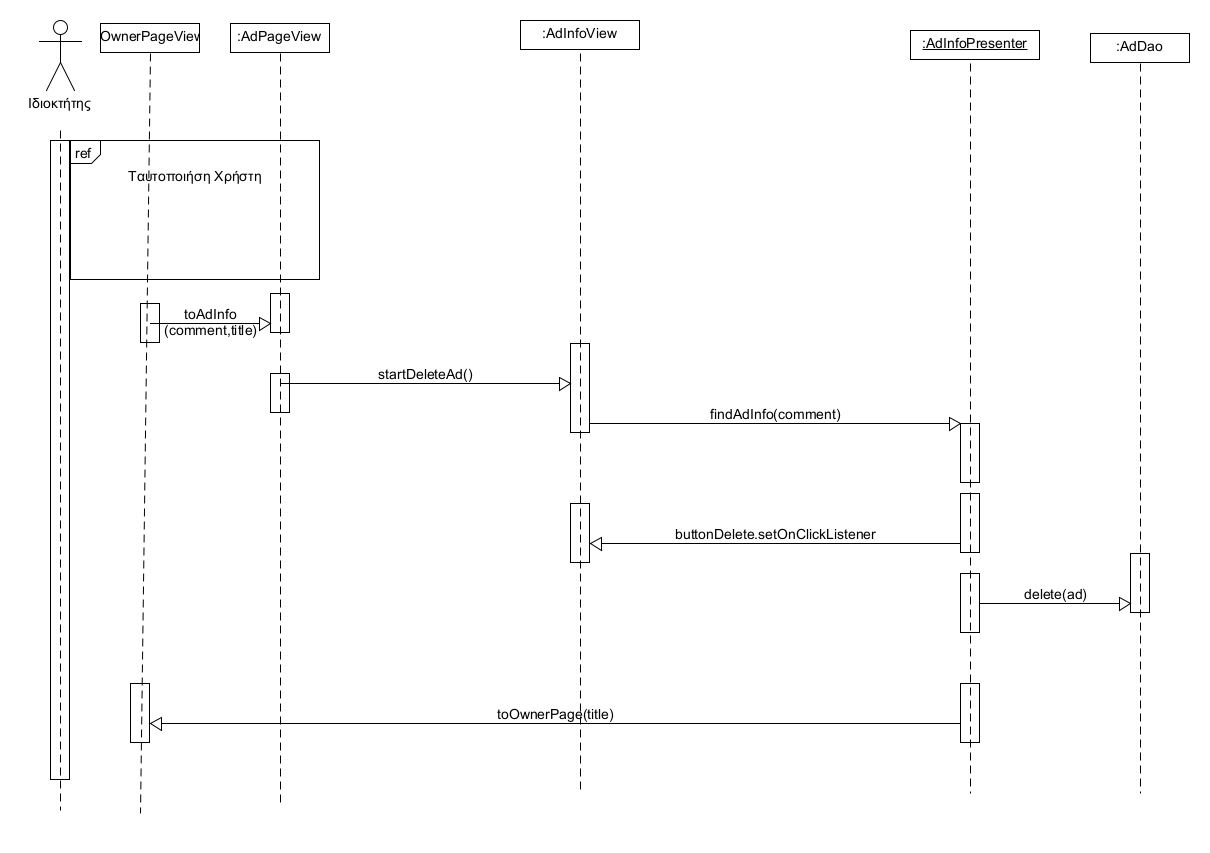 OwnerPageView
:AdPageView
:AdInfoView
:AdInfoPresenter
:AdDao
Ιδιοκτήτης
ref
Ταυτοποιήση Χρήστη
toAdInfo
(comment,title)
startDeleteAd()
findAdInfo(comment)
buttonDelete.setOnClickListener
delete(ad)
toOwnerPage(title)